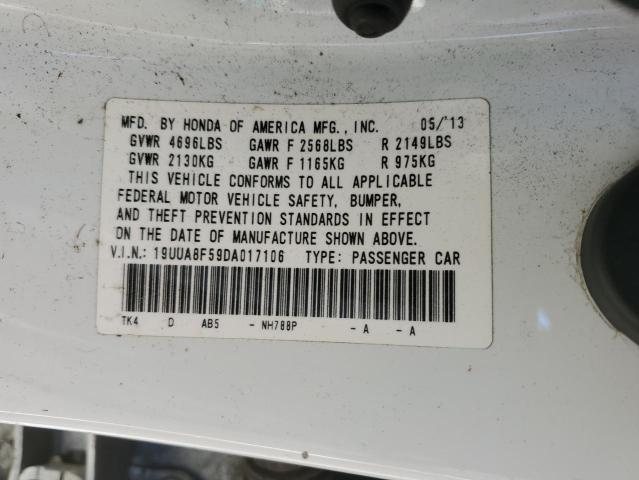 MFD. BY HONDA OF AMERICA MFG., INC. 05/'13
GVWR 4696LBS GAWR F 2568LBS R 2149LBS
GVWR 2130KG GAWR F 1165KG R 975KG
THIS VEHICLE CONFORMS TO ALL APPLICABLE
FEDERAL MOTOR VEHICLE SAFETY, BUMPER,
AND THEFT PREVENTION STANDARDS IN EFFECT
ON THE DATE OF MANUFACTURE SHOWN ABOVE.
V.I.N.: 19UUA8F59DA017106 TYPE: PASSENGER CAR
TK4 D AB5 - NH788P - A - A